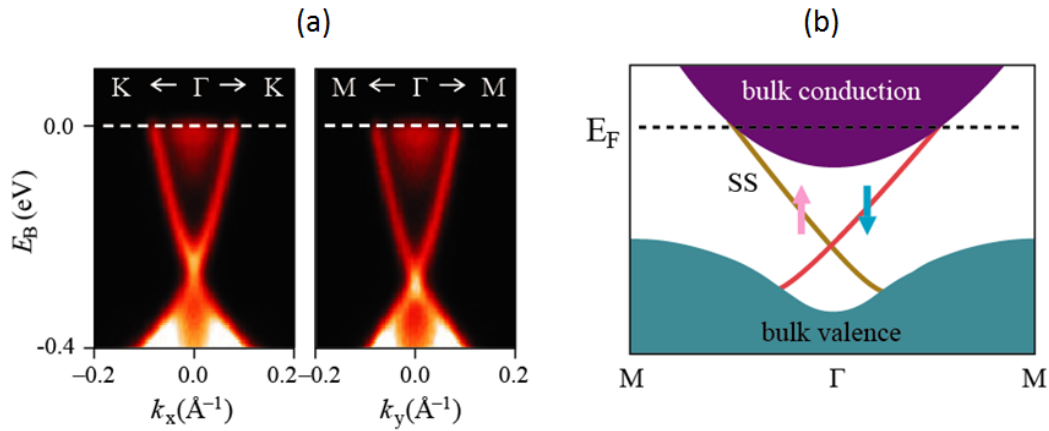 (a)
(b)
K ← Γ → K
M ← Γ → M
0.0
-0.4
E_B (eV)
−0.2 0.0 0.2
−0.2 0.0 0.2
k_x(Å⁻¹)
k_y(Å⁻¹)
bulk conduction
E_F
SS
bulk valence
M Γ M